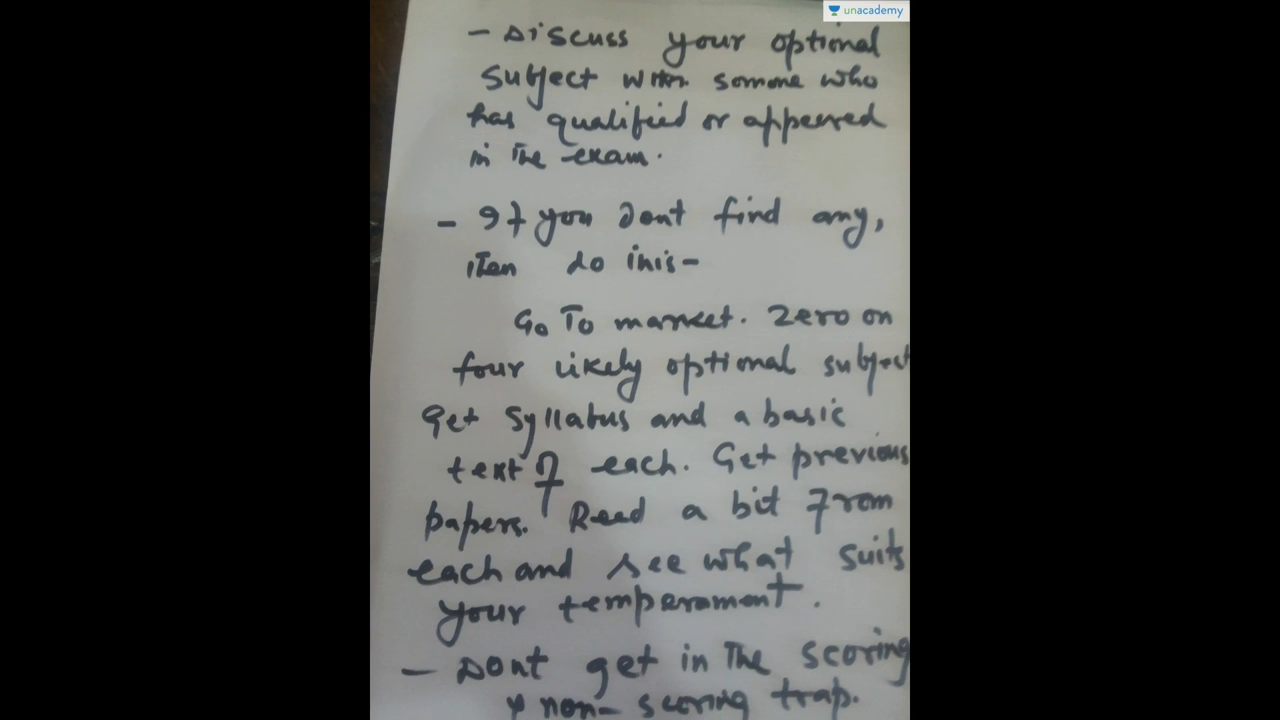 unacademy
- Discuss your optional
subject with somone who
has qualified or appeered
in the exam.
- If you dont find any,
then do this-
Go To market. Zero on
four likely optional subject
Get syllabus and a basic
text of each. Get previous
papers. Reed a bit from
each and see what suits
your temperament.
- Dont get in the scoring
& non-scoring trap.